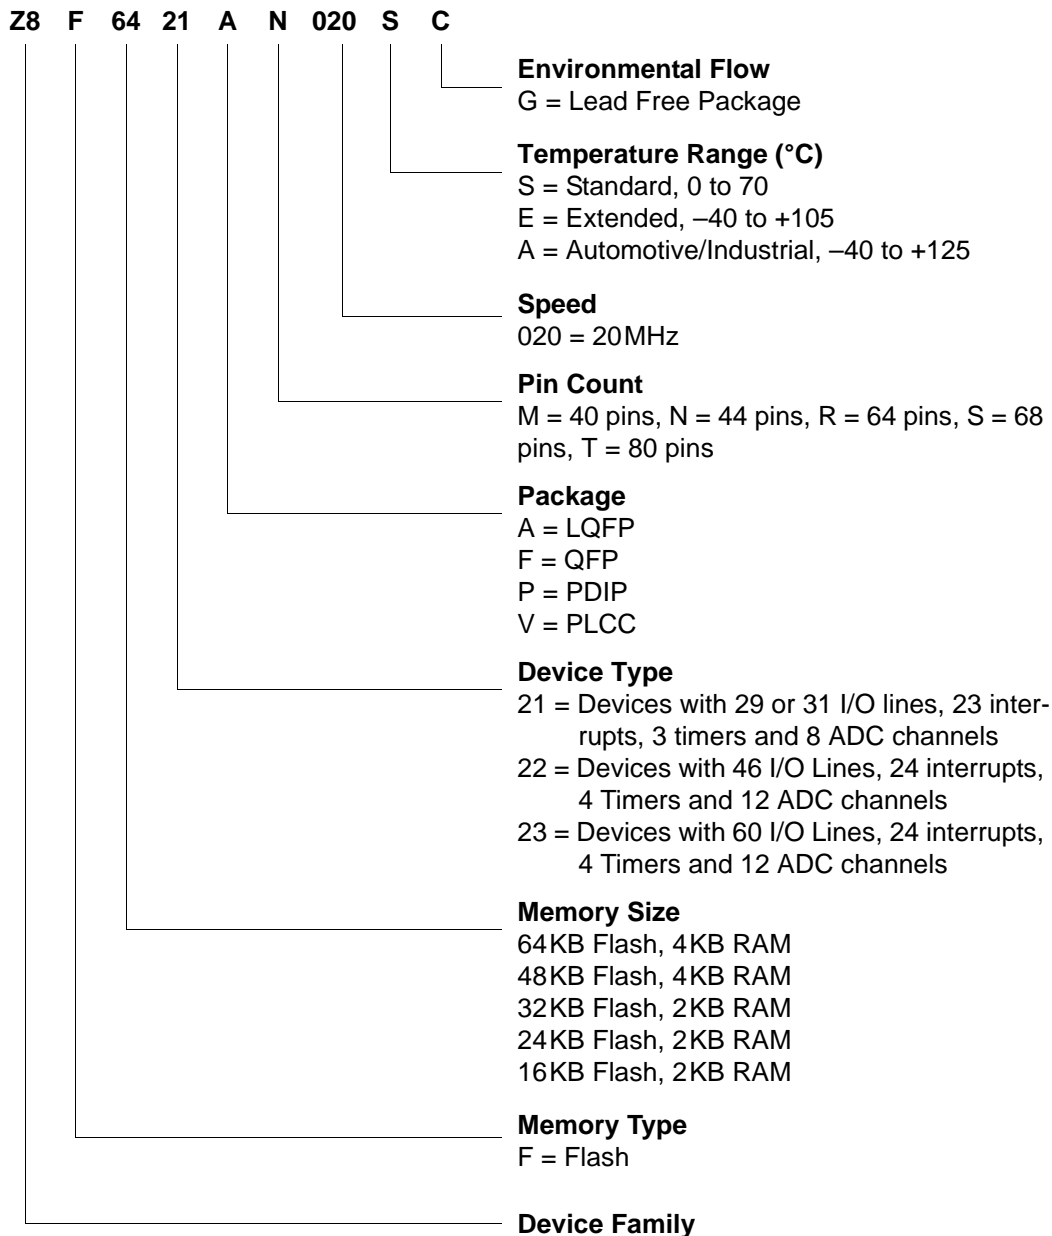 Z8 F 64 21 A N 020 S C
Environmental Flow
G = Lead Free Package
Temperature Range (°C)
S = Standard, 0 to 70
E = Extended, –40 to +105
A = Automotive/Industrial, –40 to +125
Speed
020 = 20MHz
Pin Count
M = 40 pins, N = 44 pins, R = 64 pins, S = 68
pins, T = 80 pins
Package
A = LQFP
F = QFP
P = PDIP
V = PLCC
Device Type
21 = Devices with 29 or 31 I/O lines, 23 inter-
rupts, 3 timers and 8 ADC channels
22 = Devices with 46 I/O Lines, 24 interrupts,
4 Timers and 12 ADC channels
23 = Devices with 60 I/O Lines, 24 interrupts,
4 Timers and 12 ADC channels
Memory Size
64KB Flash, 4KB RAM
48KB Flash, 4KB RAM
32KB Flash, 2KB RAM
24KB Flash, 2KB RAM
16KB Flash, 2KB RAM
Memory Type
F = Flash
Device Family